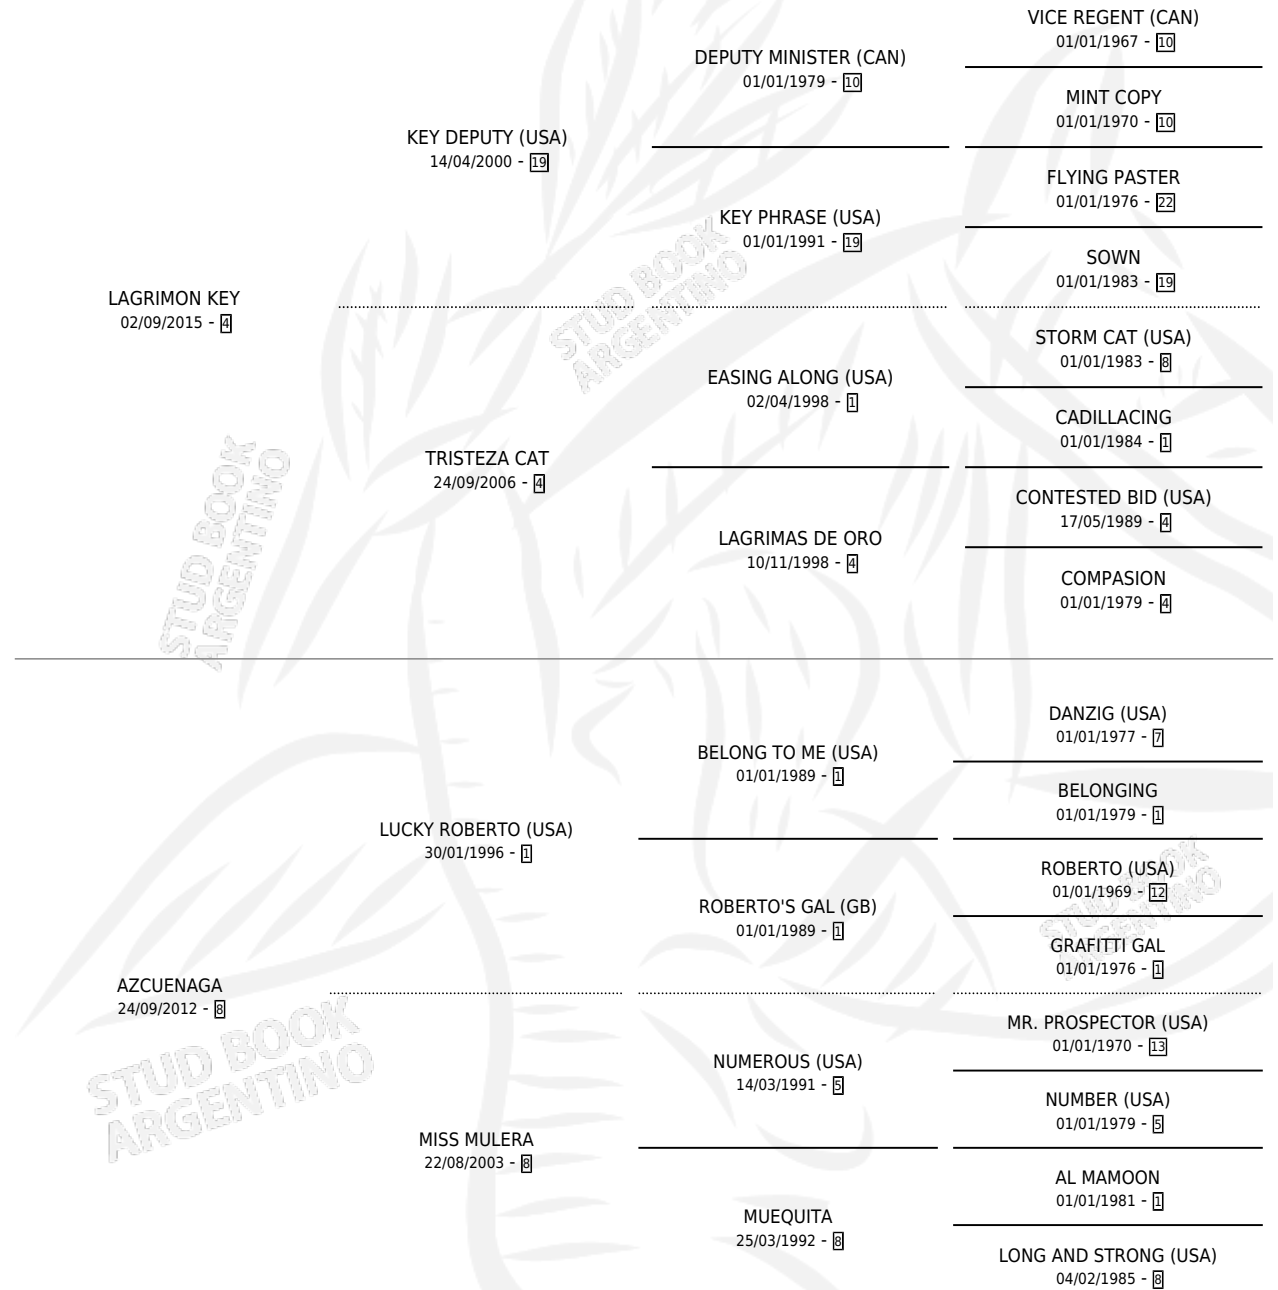 VICE REGENT (CAN)
01/01/1967 - 10
DEPUTY MINISTER (CAN)
01/01/1979 - 10
MINT COPY
01/01/1970 - 10
KEY DEPUTY (USA)
14/04/2000 - 19
FLYING PASTER
01/01/1976 - 22
KEY PHRASE (USA)
01/01/1991 - 19
SOWN
01/01/1983 - 19
LAGRIMON KEY
02/09/2015 - 4
STORM CAT (USA)
01/01/1983 - 8
EASING ALONG (USA)
02/04/1998 - 1
CADILLACING
01/01/1984 - 1
TRISTEZA CAT
24/09/2006 - 4
CONTESTED BID (USA)
17/05/1989 - 4
LAGRIMAS DE ORO
10/11/1998 - 4
COMPASION
01/01/1979 - 4
STUD BOOK
ARGENTINO
STUD BOOK
ARGENTINO
DANZIG (USA)
01/01/1977 - 7
BELONG TO ME (USA)
01/01/1989 - 1
BELONGING
01/01/1979 - 1
LUCKY ROBERTO (USA)
30/01/1996 - 1
ROBERTO (USA)
01/01/1969 - 12
ROBERTO'S GAL (GB)
01/01/1989 - 1
GRAFITTI GAL
01/01/1976 - 1
STUD BOOK
ARGENTINO
AZCUENAGA
24/09/2012 - 8
MR. PROSPECTOR (USA)
01/01/1970 - 13
NUMEROUS (USA)
14/03/1991 - 5
NUMBER (USA)
01/01/1979 - 5
MISS MULERA
22/08/2003 - 8
AL MAMOON
01/01/1981 - 1
MUEQUITA
25/03/1992 - 8
LONG AND STRONG (USA)
04/02/1985 - 8
STUD BOOK
ARGENTINO